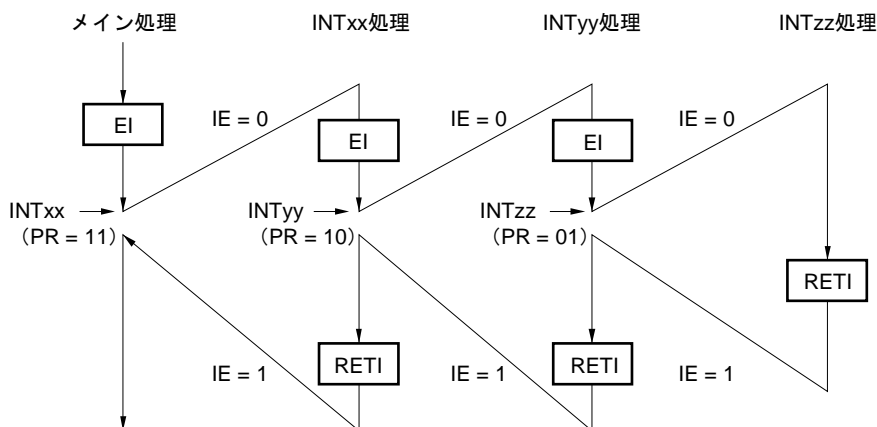 メイン処理 INTxx処理 INTyy処理 INTzz処理
EI
IE = 0
EI
IE = 0
EI
IE = 0
INTxx INTyy INTzz
（PR = 11） （PR = 10） （PR = 01）
RETI
IE = 1
RETI
IE = 1
RETI
IE = 1